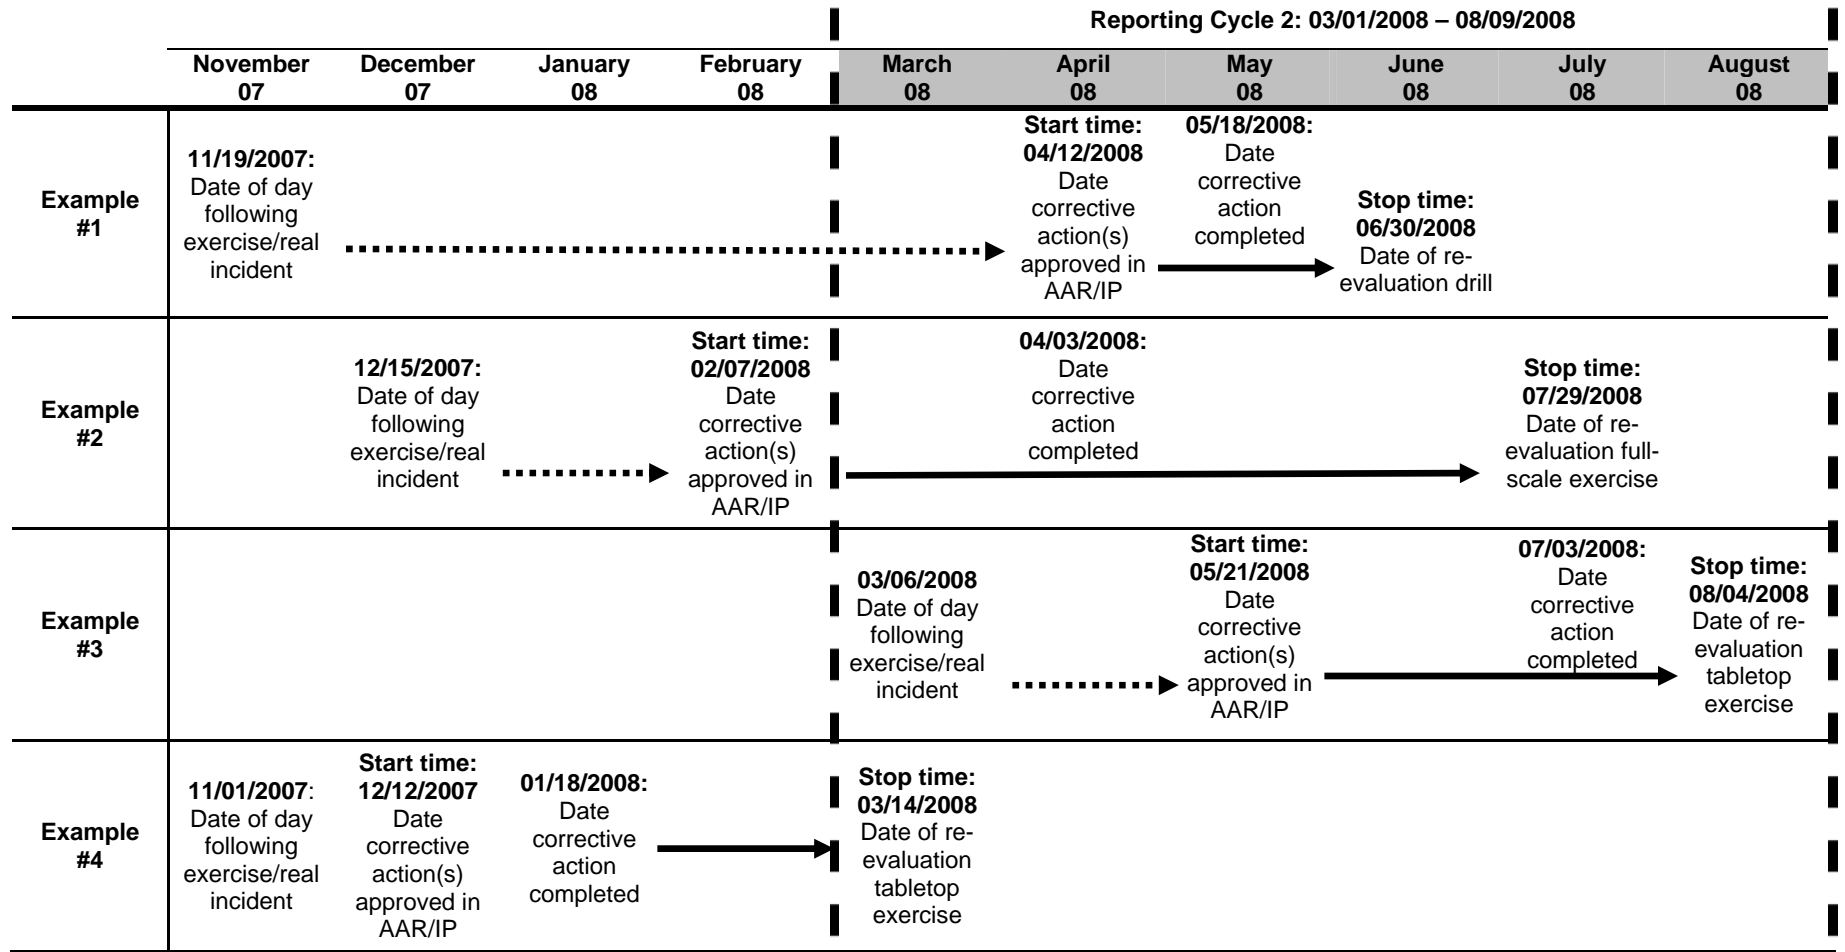 Reporting Cycle 2: 03/01/2008 – 08/09/2008
November
07
December
07
January
08
February
08
March
08
April
08
May
08
June
08
July
08
August
08
Example
#1
11/19/2007:
Date of day
following
exercise/real
incident
Start time:
04/12/2008
Date
corrective
action(s)
approved in
AAR/IP
05/18/2008:
Date
corrective
action
completed
Stop time:
06/30/2008
Date of re-
evaluation drill
Example
#2
12/15/2007:
Date of day
following
exercise/real
incident
Start time:
02/07/2008
Date
corrective
action(s)
approved in
AAR/IP
04/03/2008:
Date
corrective
action
completed
Stop time:
07/29/2008
Date of re-
evaluation full-
scale exercise
Example
#3
03/06/2008
Date of day
following
exercise/real
incident
Start time:
05/21/2008
Date
corrective
action(s)
approved in
AAR/IP
07/03/2008:
Date
corrective
action
completed
Stop time:
08/04/2008
Date of re-
evaluation
tabletop
exercise
Example
#4
11/01/2007:
Date of day
following
exercise/real
incident
Start time:
12/12/2007
Date
corrective
action(s)
approved in
AAR/IP
01/18/2008:
Date
corrective
action
completed
Stop time:
03/14/2008
Date of re-
evaluation
tabletop
exercise